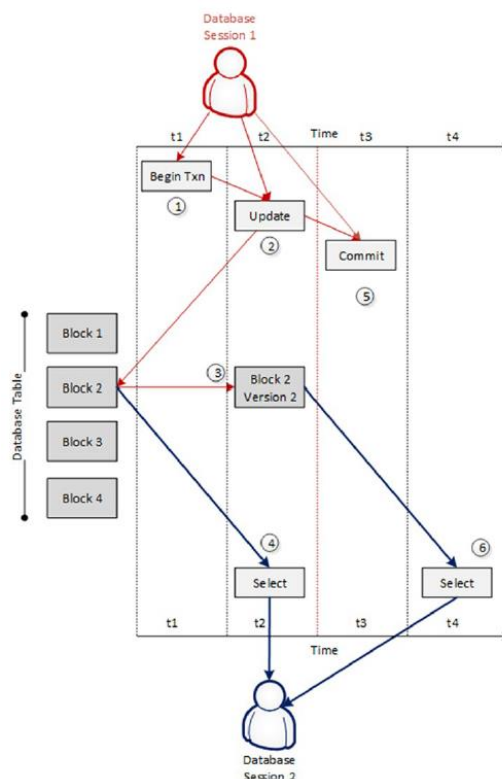 Database
Session 1
t1
t2
Time
t3
t4
Begin Txn
1
Update
2
Commit
5
Database Table
Block 1
Block 2
3
Block 2
Version 2
Block 3
Block 4
4
6
Select
Select
t1
t2
t3
t4
Time
Database
Session 2